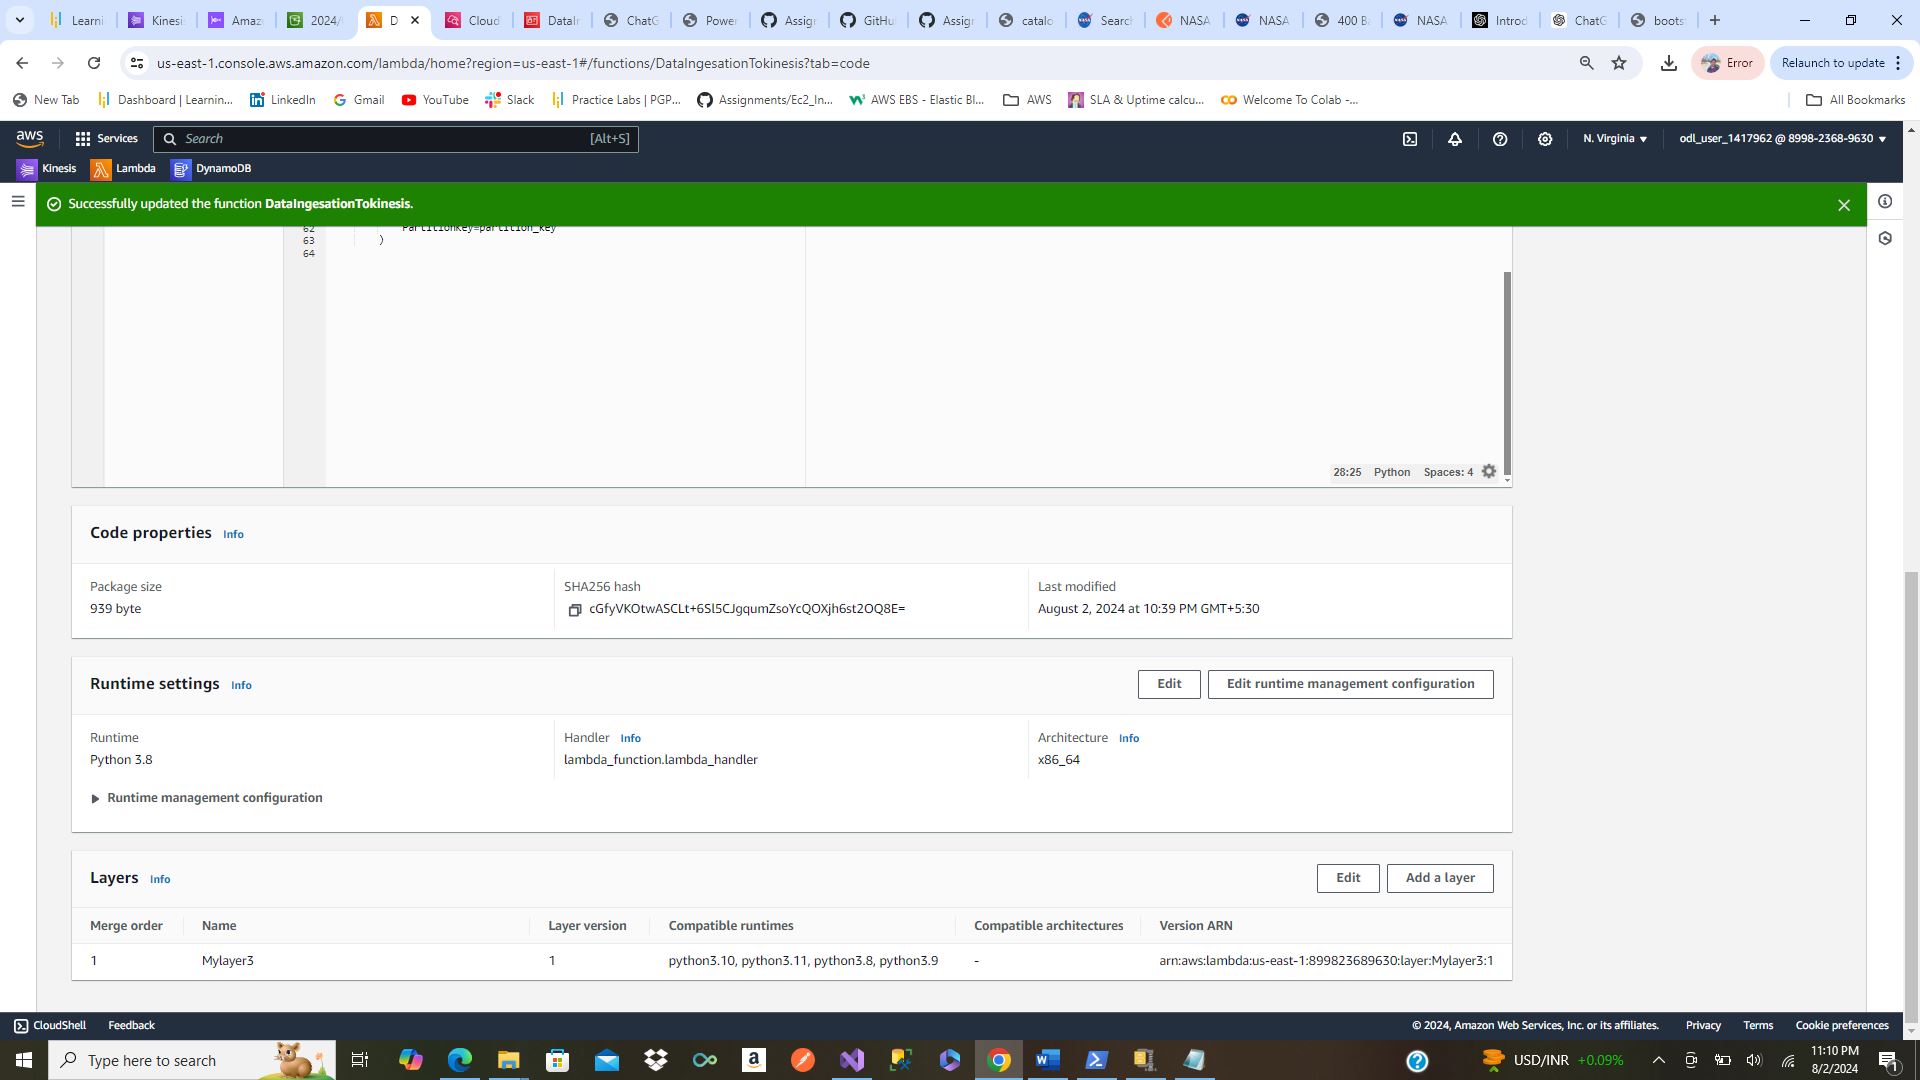 Learni
Kinesi
Amaz
2024/
D
Cloud
DataIn
ChatG
Power
Assign
GitHu
Assign
catalo
Search
NASA
NASA
400 B
NASA
Introd
ChatG
boots
us-east-1.console.aws.amazon.com/lambda/home?region=us-east-1#/functions/DataIngesationTokinesis?tab=code
Error
Relaunch to update
New Tab
Dashboard | Learnin...
LinkedIn
Gmail
YouTube
Slack
Practice Labs | PGP...
Assignments/Ec2_In...
AWS EBS - Elastic Bl...
AWS
SLA & Uptime calcu...
Welcome To Colab -...
All Bookmarks
aws
Services
Search
[Alt+S]
N. Virginia
odl_user_1417962 @ 8998-2368-9630
Kinesis
Lambda
DynamoDB
Successfully updated the function DataIngesationTokinesis.
62 PartitionKey=partition_key
63 )
64
28:25 Python Spaces: 4
Code properties Info
Package size
939 byte
SHA256 hash
cGfyVKOtwASCLt+6Sl5CJgqumZsoYcQOXjh6st2OQ8E=
Last modified
August 2, 2024 at 10:39 PM GMT+5:30
Runtime settings Info
Edit
Edit runtime management configuration
Runtime
Python 3.8
Handler Info
lambda_function.lambda_handler
Architecture Info
x86_64
Runtime management configuration
Layers Info
Edit
Add a layer
Merge order Name Layer version Compatible runtimes Compatible architectures Version ARN
1 Mylayer3 1 python3.10, python3.11, python3.8, python3.9 - arn:aws:lambda:us-east-1:899823689630:layer:Mylayer3:1
CloudShell Feedback
© 2024, Amazon Web Services, Inc. or its affiliates. Privacy Terms Cookie preferences
Type here to search
USD/INR +0.09%
11:10 PM
8/2/2024
1